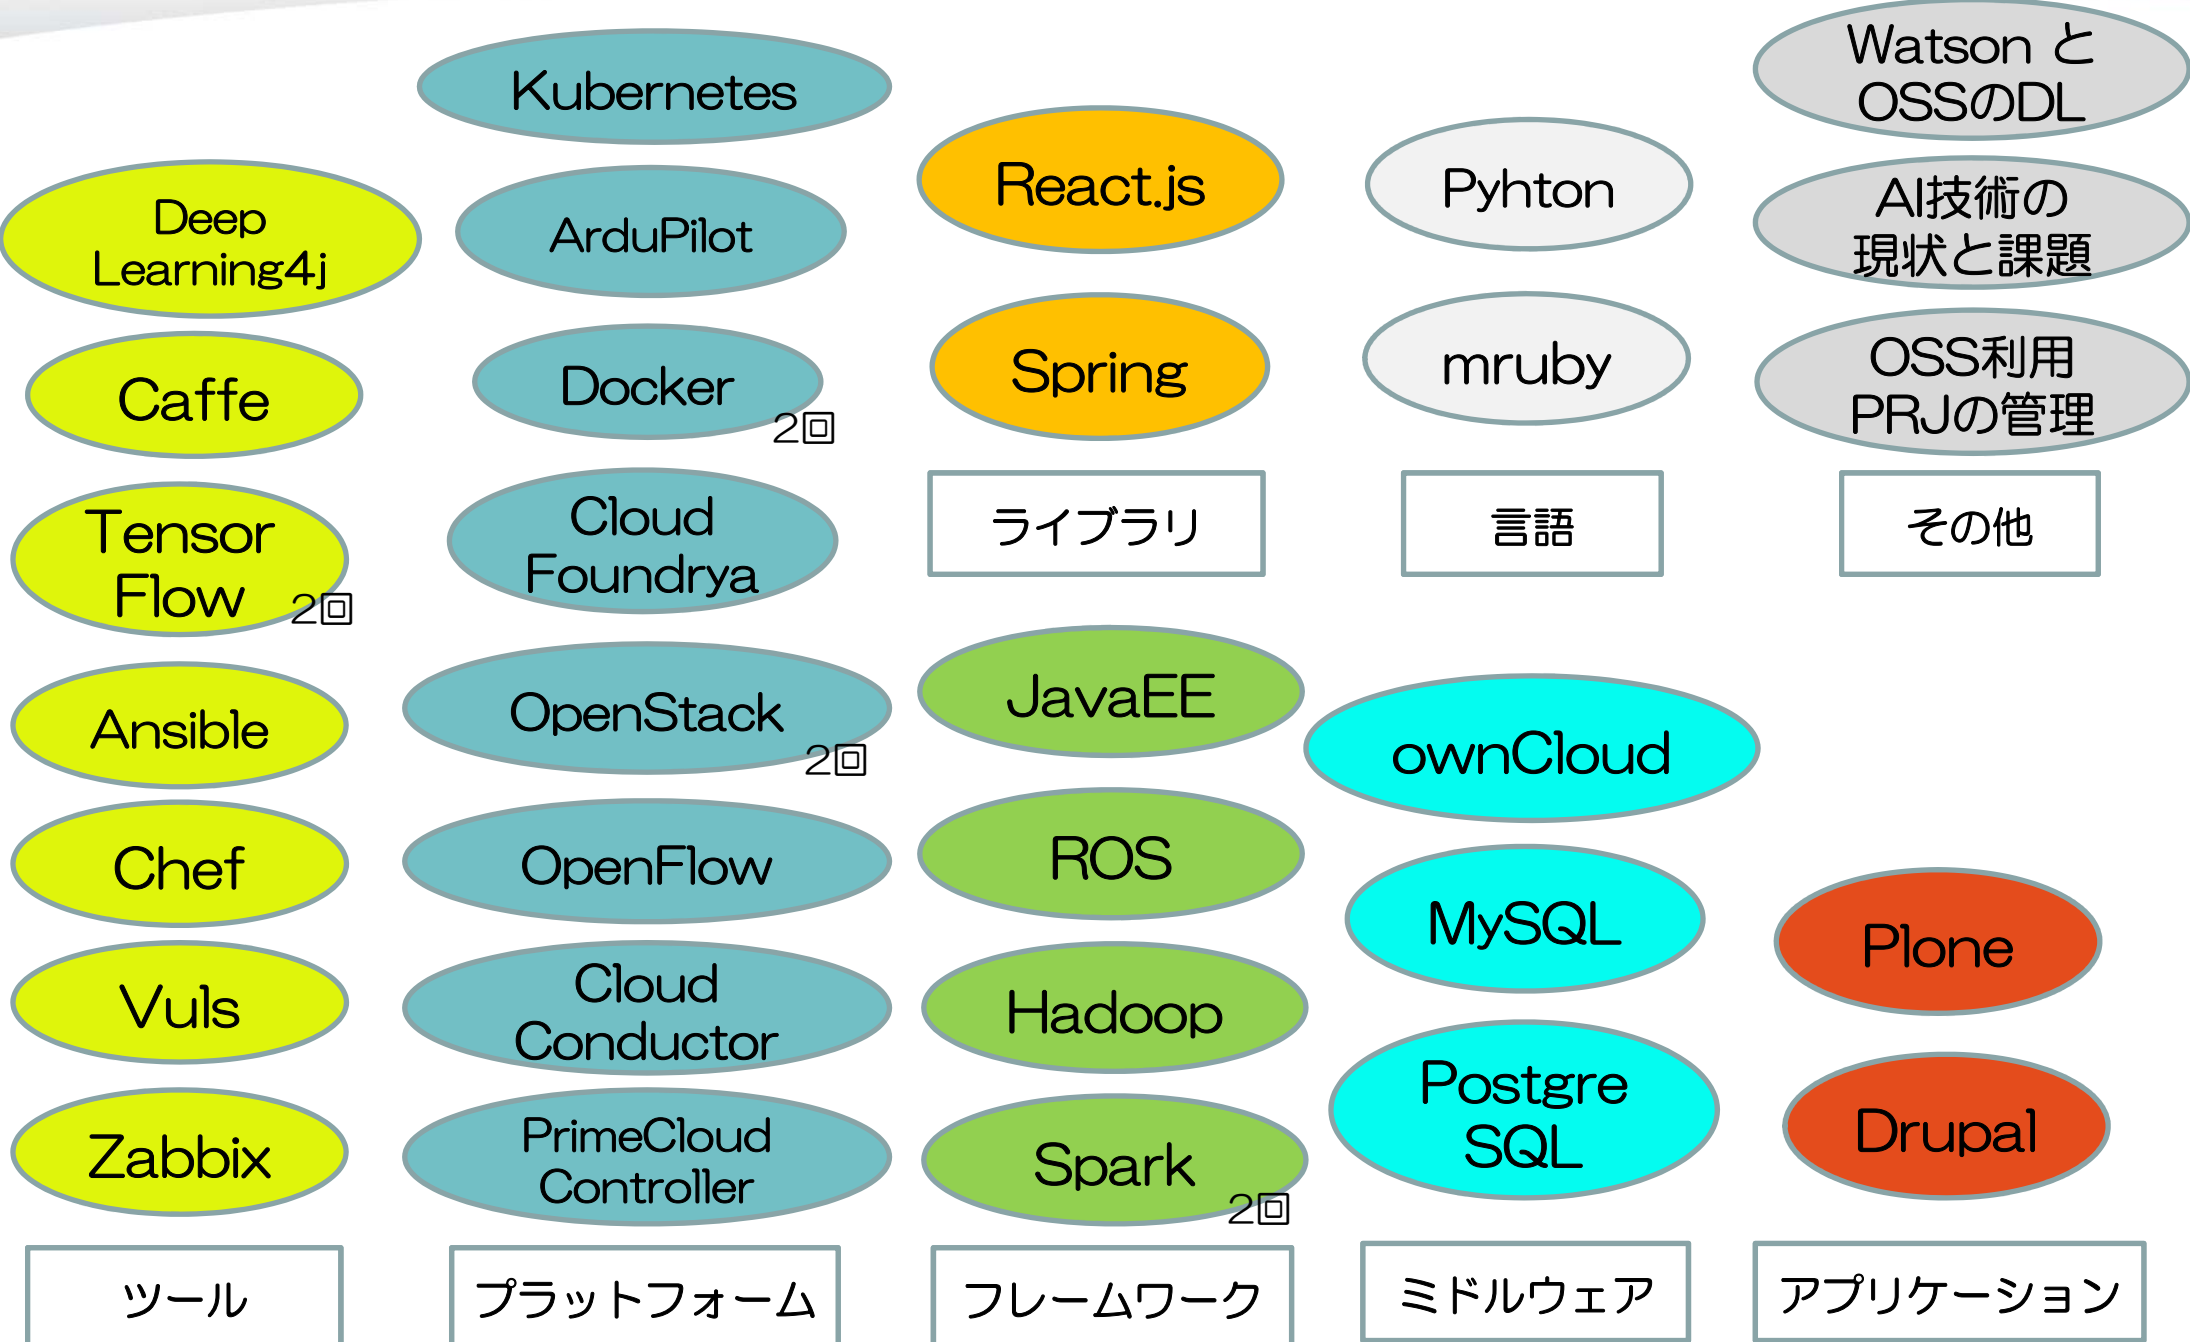 Deep
Learning4j
Caffe
Tensor
Flow
2回
Ansible
Chef
Vuls
Zabbix
ツール
Kubernetes
ArduPilot
Docker
2回
Cloud
Foundrya
OpenStack
2回
OpenFlow
Cloud
Conductor
PrimeCloud
Controller
プラットフォーム
React.js
Spring
ライブラリ
JavaEE
ROS
Hadoop
Spark
2回
フレームワーク
Pyhton
mruby
言語
ownCloud
MySQL
Postgre
SQL
ミドルウェア
Watson と
OSSのDL
AI技術の
現状と課題
OSS利用
PRJの管理
その他
Plone
Drupal
アプリケーション